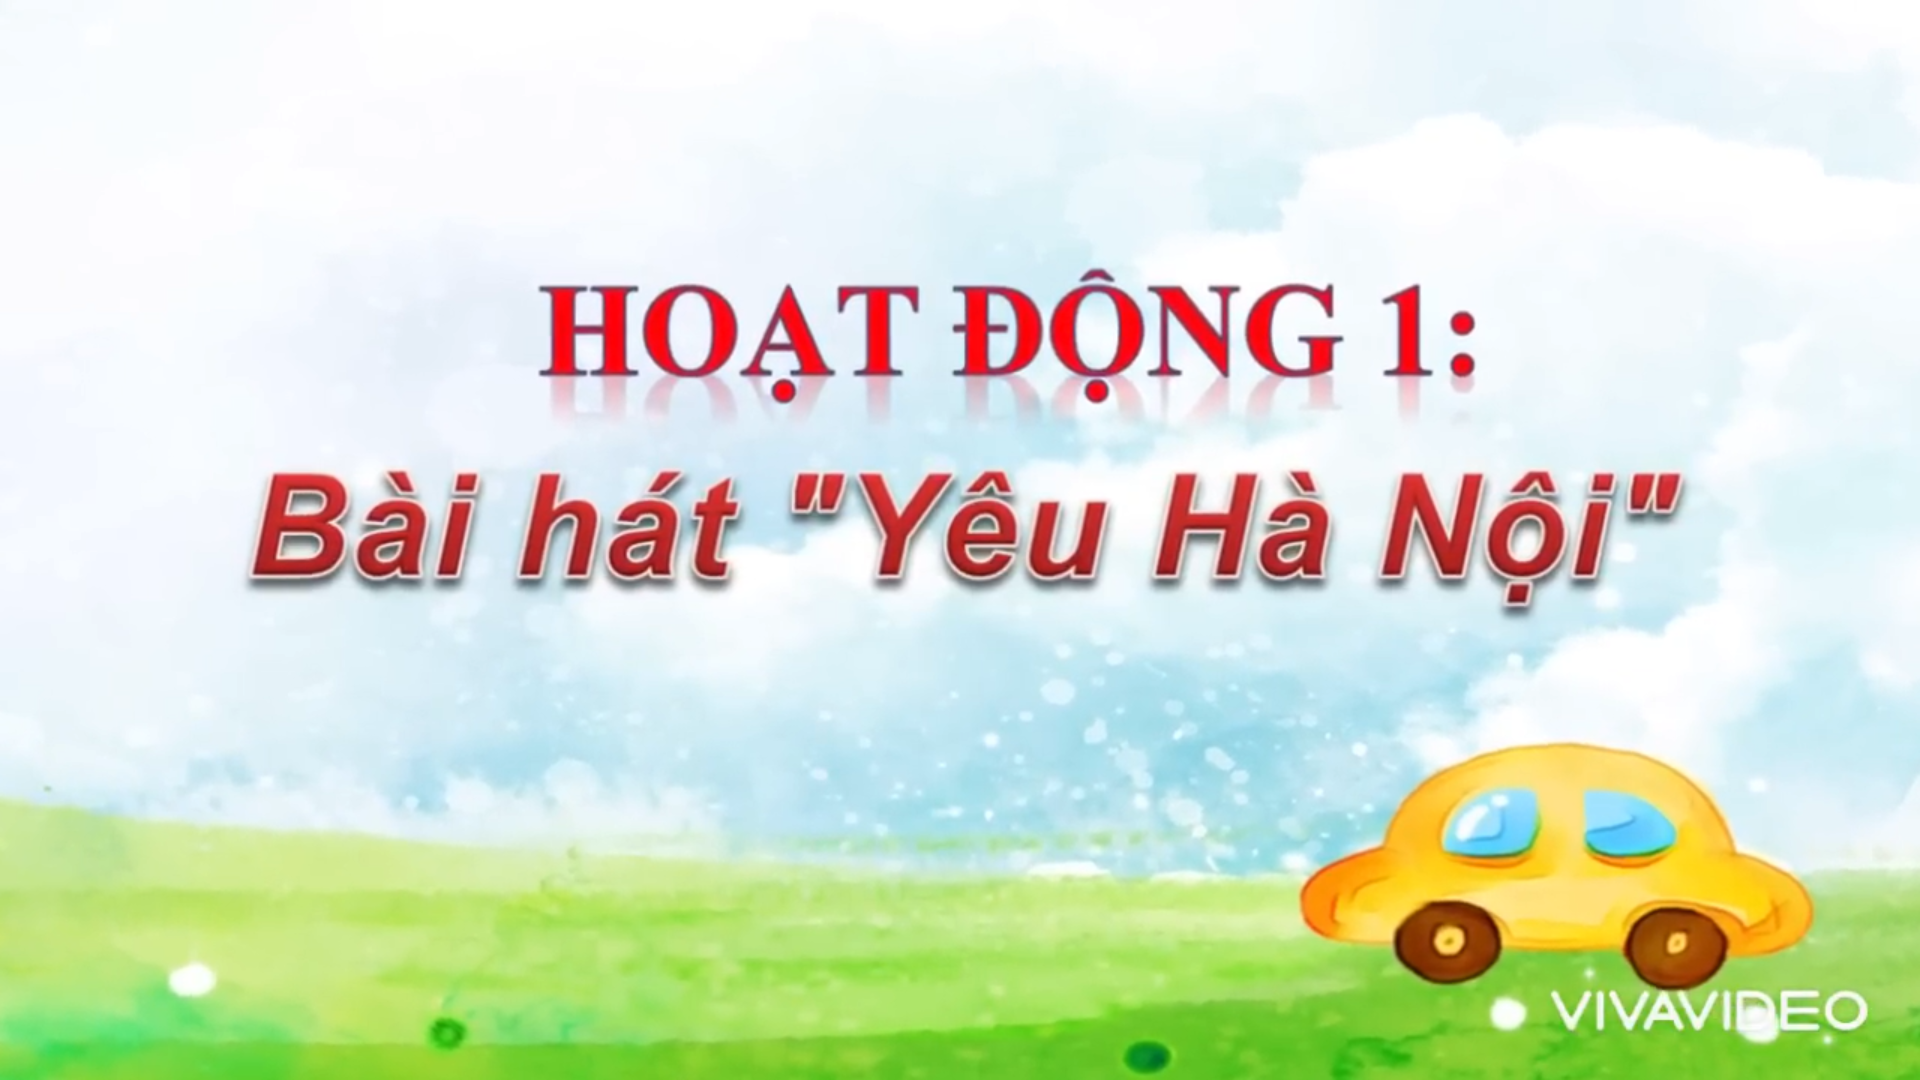 HOẠT ĐỘNG 1:
Bài hát "Yêu Hà Nội"
VIVAVIDEO